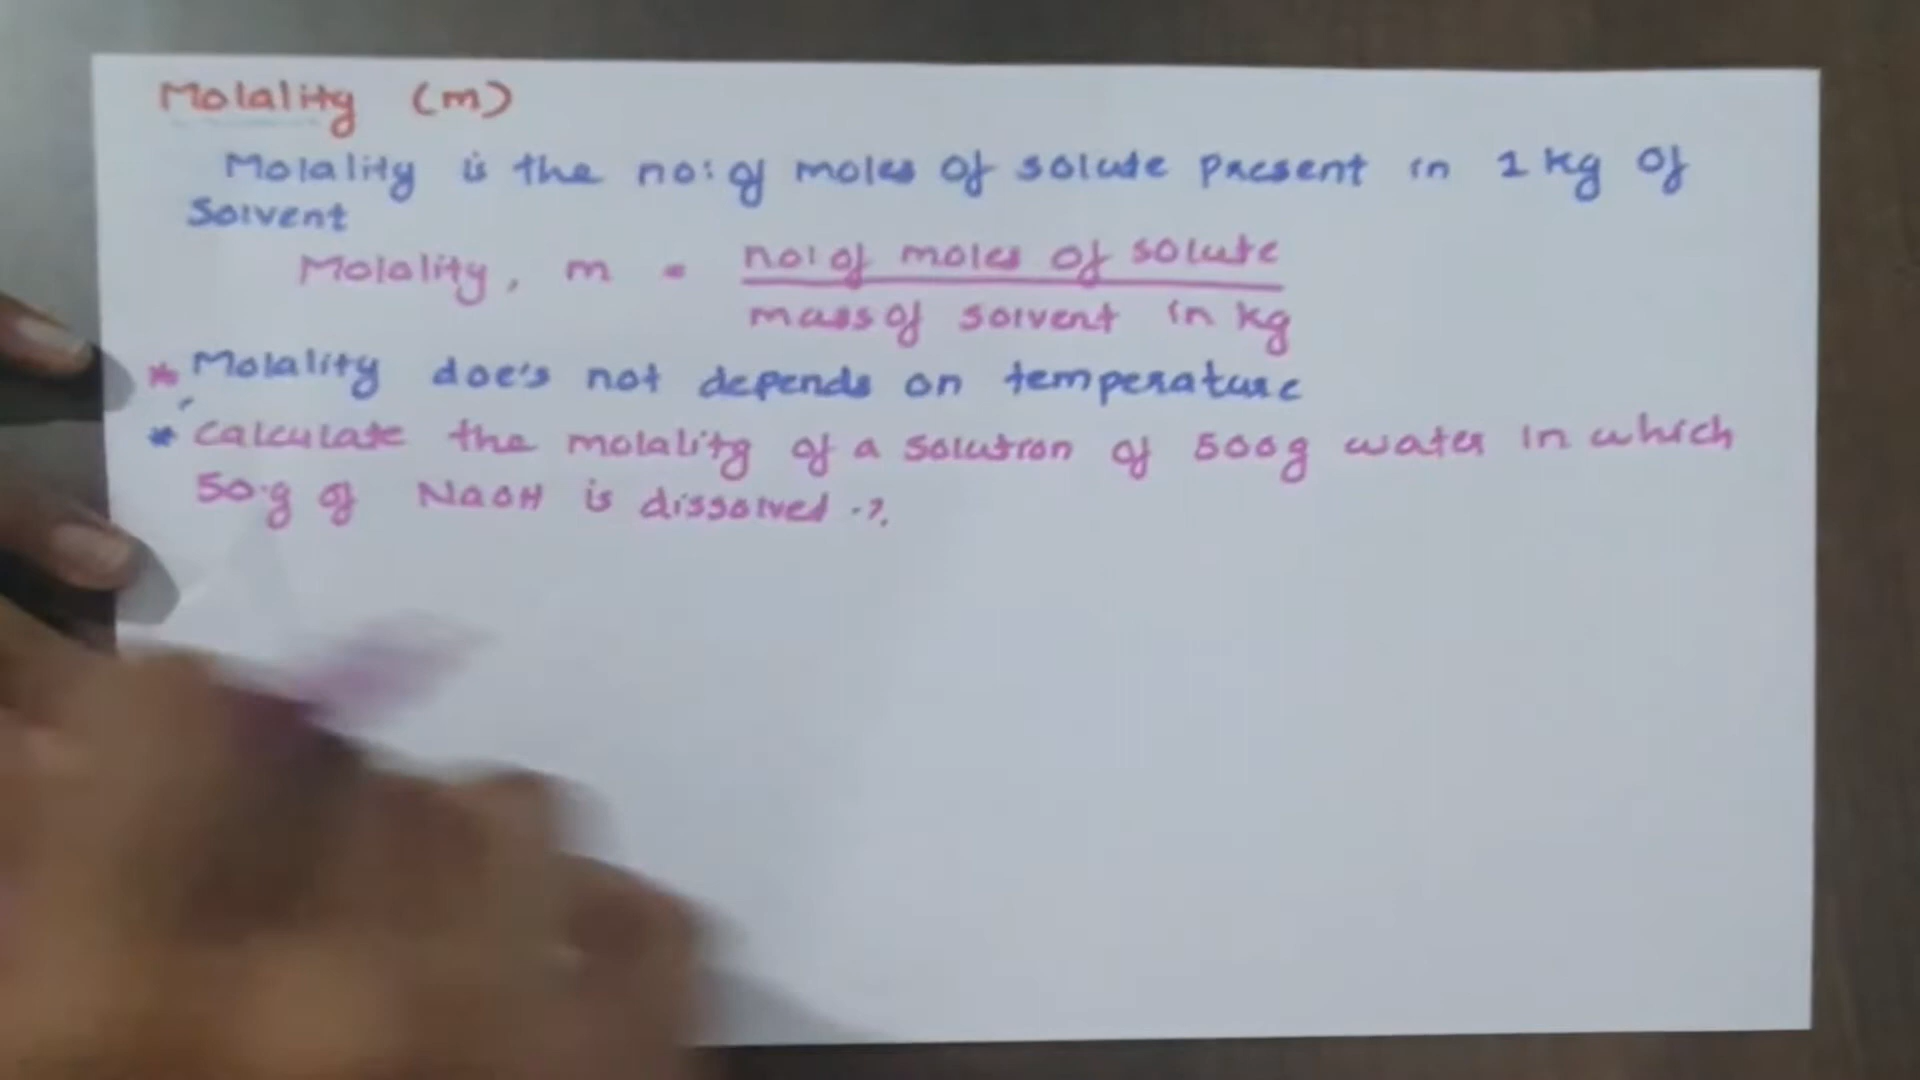 Molality (m)
Molality is the no: of moles of solute present in 1 kg of
solvent
Molality, m = no: of moles of solute
mass of solvent in kg
* Molality doe's not depends on temperature
* Calculate the molality of a solution of 500g water in which
50.g of NaOH is dissolved .?.